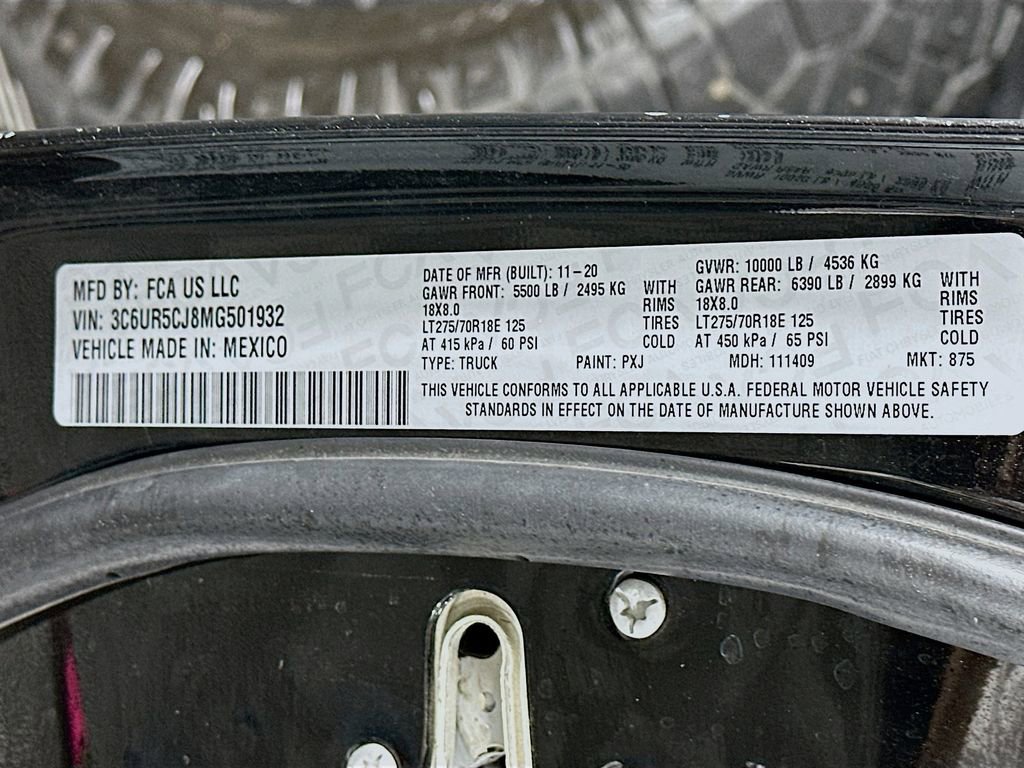 MFD BY: FCA US LLC
VIN: 3C6UR5CJ8MG501932
VEHICLE MADE IN: MEXICO
DATE OF MFR (BUILT): 11-20
GAWR FRONT: 5500 LB / 2495 KG WITH
18X8.0 RIMS
LT275/70R18E 125 TIRES
AT 415 kPa / 60 PSI COLD
GVWR: 10000 LB / 4536 KG
GAWR REAR: 6390 LB / 2899 KG WITH
18X8.0 RIMS
LT275/70R18E 125 TIRES
AT 450 kPa / 65 PSI COLD
TYPE: TRUCK PAINT: PXJ MDH: 111409 MKT: 875
THIS VEHICLE CONFORMS TO ALL APPLICABLE U.S.A. FEDERAL MOTOR VEHICLE SAFETY
STANDARDS IN EFFECT ON THE DATE OF MANUFACTURE SHOWN ABOVE.